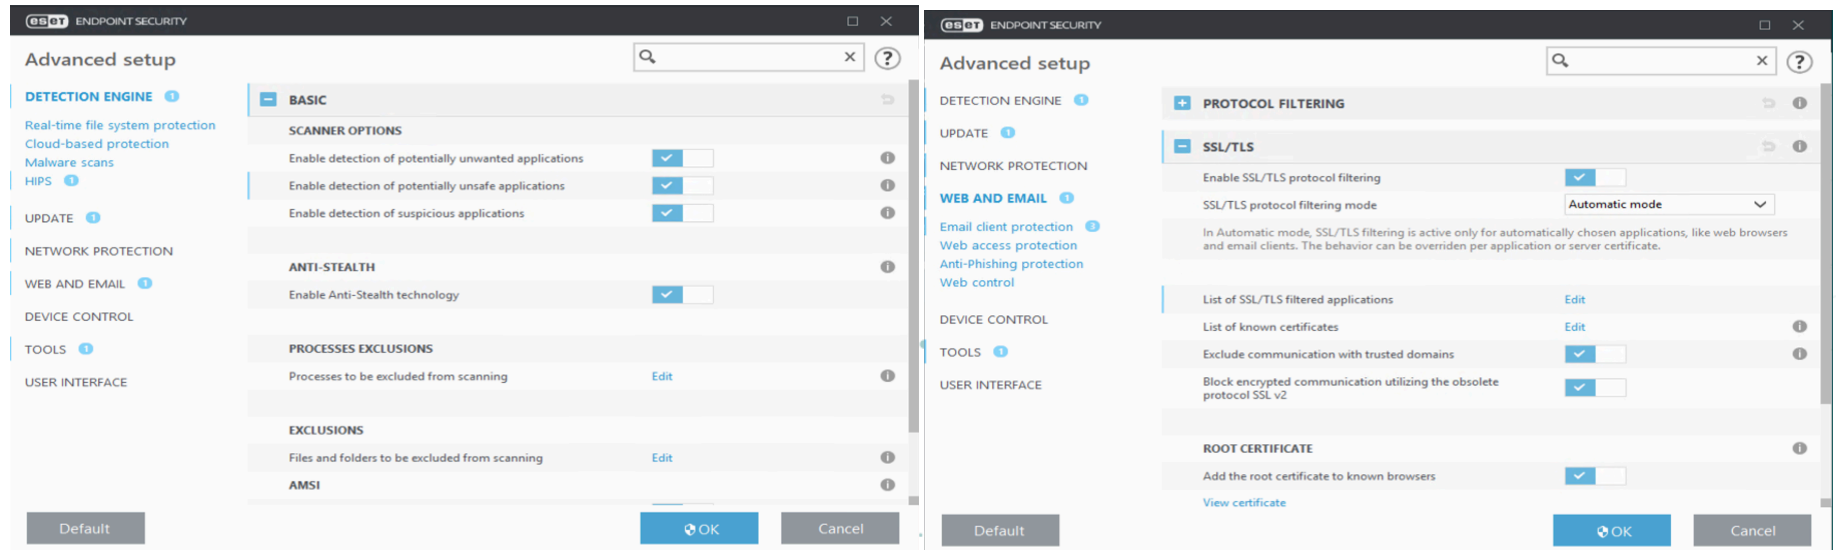 eset ENDPOINT SECURITY
Advanced setup
DETECTION ENGINE 1
Real-time file system protection
Cloud-based protection
Malware scans
HIPS 1
UPDATE 1
NETWORK PROTECTION
WEB AND EMAIL 1
DEVICE CONTROL
TOOLS 1
USER INTERFACE
BASIC
SCANNER OPTIONS
Enable detection of potentially unwanted applications
Enable detection of potentially unsafe applications
Enable detection of suspicious applications
ANTI-STEALTH
Enable Anti-Stealth technology
PROCESSES EXCLUSIONS
Processes to be excluded from scanning Edit
EXCLUSIONS
Files and folders to be excluded from scanning Edit
AMSI
Default OK Cancel
eset ENDPOINT SECURITY
Advanced setup
DETECTION ENGINE 1
UPDATE 1
NETWORK PROTECTION
WEB AND EMAIL 1
Email client protection 3
Web access protection
Anti-Phishing protection
Web control
DEVICE CONTROL
TOOLS 1
USER INTERFACE
PROTOCOL FILTERING
SSL/TLS
Enable SSL/TLS protocol filtering
SSL/TLS protocol filtering mode Automatic mode
In Automatic mode, SSL/TLS filtering is active only for automatically chosen applications, like web browsers
and email clients. The behavior can be overriden per application or server certificate.
List of SSL/TLS filtered applications Edit
List of known certificates Edit
Exclude communication with trusted domains
Block encrypted communication utilizing the obsolete
protocol SSL v2
ROOT CERTIFICATE
Add the root certificate to known browsers
View certificate
Default OK Cancel